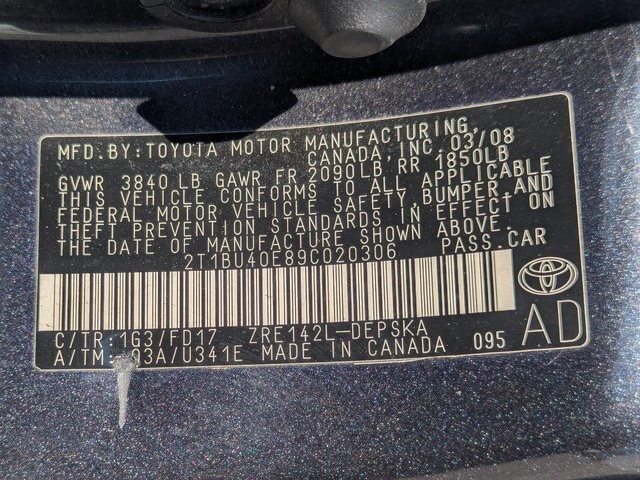 MFD.BY:TOYOTA MOTOR MANUFACTURING,
CANADA, INC. 03/08
GVWR 3840 LB GAWR FR 2090LB, RR 1850LB
THIS VEHICLE CONFORMS TO ALL APPLICABLE
FEDERAL MOTOR VEHICLE SAFETY, BUMPER, AND
THEFT PREVENTION STANDARDS IN EFFECT ON
THE DATE OF MANUFACTURE SHOWN ABOVE.
2T1BU40E89C020306 PASS.CAR
C/TR:1G3/FD17 ZRE142L-DEPSKA
A/TM:-03A/U341E MADE IN CANADA 095
AD